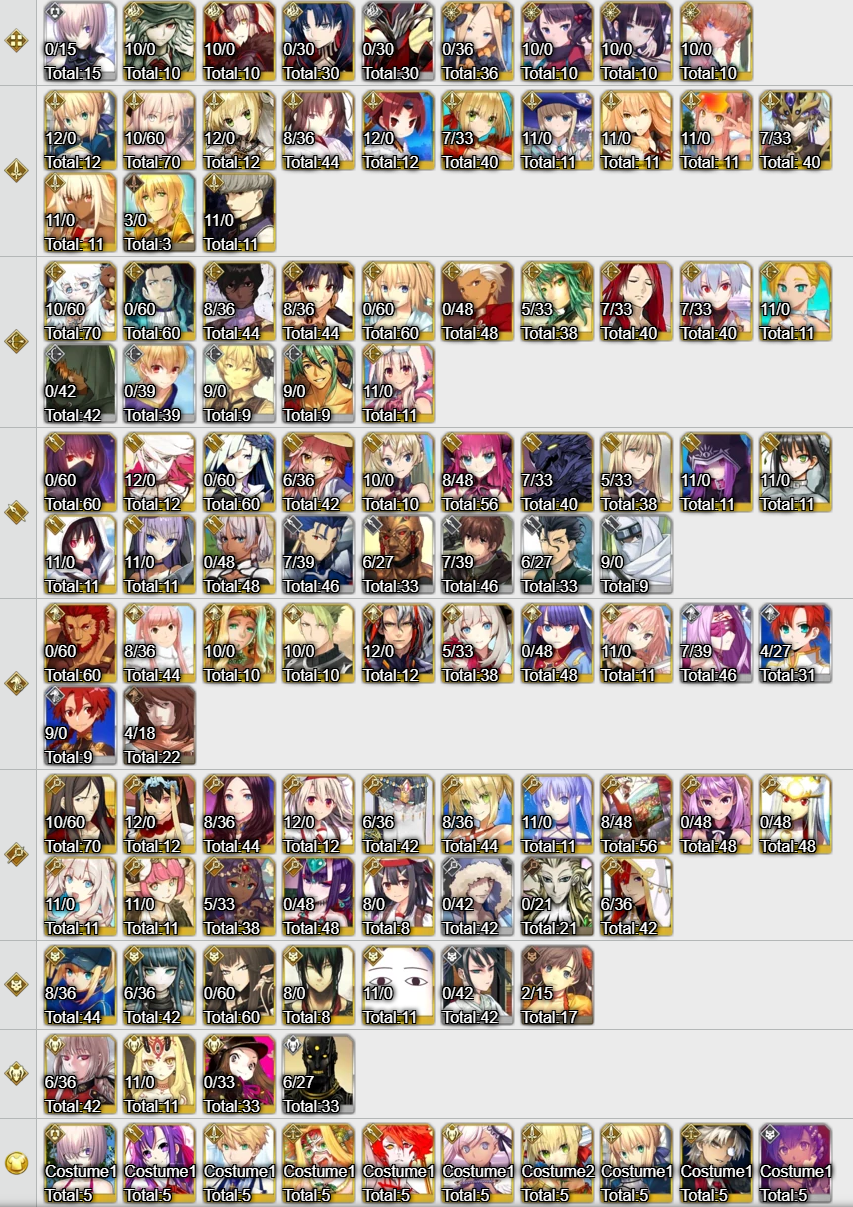 0/15 10/0 10/0 0/30 0/30 0/36 10/0 10/0 10/0
Total:15 Total:10 Total:10 Total:30 Total:30 Total:36 Total:10 Total:10 Total:10
12/0 10/60 12/0 8/36 12/0 7/33 11/0 11/0 11/0 7/33
Total:12 Total:70 Total:12 Total:44 Total:12 Total:40 Total:11 Total:11 Total:11 Total:40
11/0 3/0 11/0
Total:11 Total:3 Total:11
10/60 0/60 8/36 8/36 0/60 0/48 5/33 7/33 7/33 11/0
Total:70 Total:60 Total:44 Total:44 Total:60 Total:48 Total:38 Total:40 Total:40 Total:11
0/42 0/39 9/0 9/0 11/0
Total:42 Total:39 Total:9 Total:9 Total:11
0/60 12/0 0/60 6/36 10/0 8/48 7/33 5/33 11/0 11/0
Total:60 Total:12 Total:60 Total:42 Total:10 Total:56 Total:40 Total:38 Total:11 Total:11
11/0 11/0 0/48 7/39 6/27 7/39 6/27 9/0
Total:11 Total:11 Total:48 Total:46 Total:33 Total:46 Total:33 Total:9
0/60 8/36 10/0 10/0 12/0 5/33 0/48 11/0 7/39 4/27
Total:60 Total:44 Total:10 Total:10 Total:12 Total:38 Total:48 Total:11 Total:46 Total:31
9/0 4/18
Total:9 Total:22
10/60 12/0 8/36 12/0 6/36 8/36 11/0 8/48 0/48 0/48
Total:70 Total:12 Total:44 Total:12 Total:42 Total:44 Total:11 Total:56 Total:48 Total:48
11/0 11/0 5/33 0/48 8/0 0/42 0/21 6/36
Total:11 Total:11 Total:38 Total:48 Total:8 Total:42 Total:21 Total:42
8/36 6/36 0/60 8/0 11/0 0/42 2/15
Total:44 Total:42 Total:60 Total:8 Total:11 Total:42 Total:17
6/36 11/0 0/33 6/27
Total:42 Total:11 Total:33 Total:33
Costume1 Costume1 Costume1 Costume1 Costume1 Costume1 Costume2 Costume1 Costume1 Costume1
Total:5 Total:5 Total:5 Total:5 Total:5 Total:5 Total:5 Total:5 Total:5 Total:5